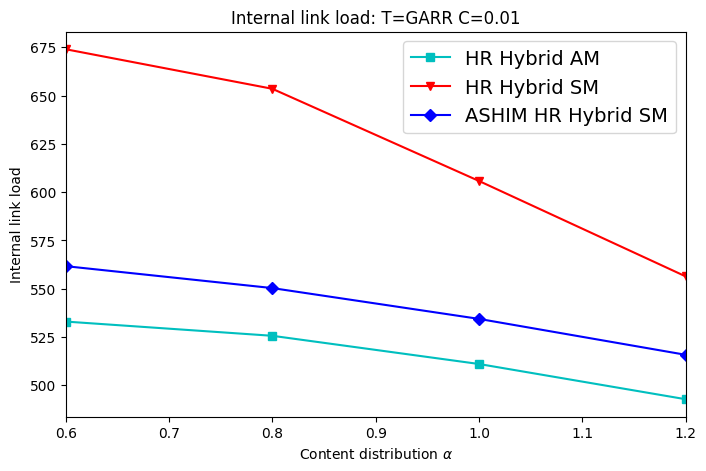 Internal link load: T=GARR C=0.01
HR Hybrid AM
HR Hybrid SM
ASHIM HR Hybrid SM
Internal link load
675
650
625
600
575
550
525
500
0.6 0.7 0.8 0.9 1.0 1.1 1.2
Content distribution α